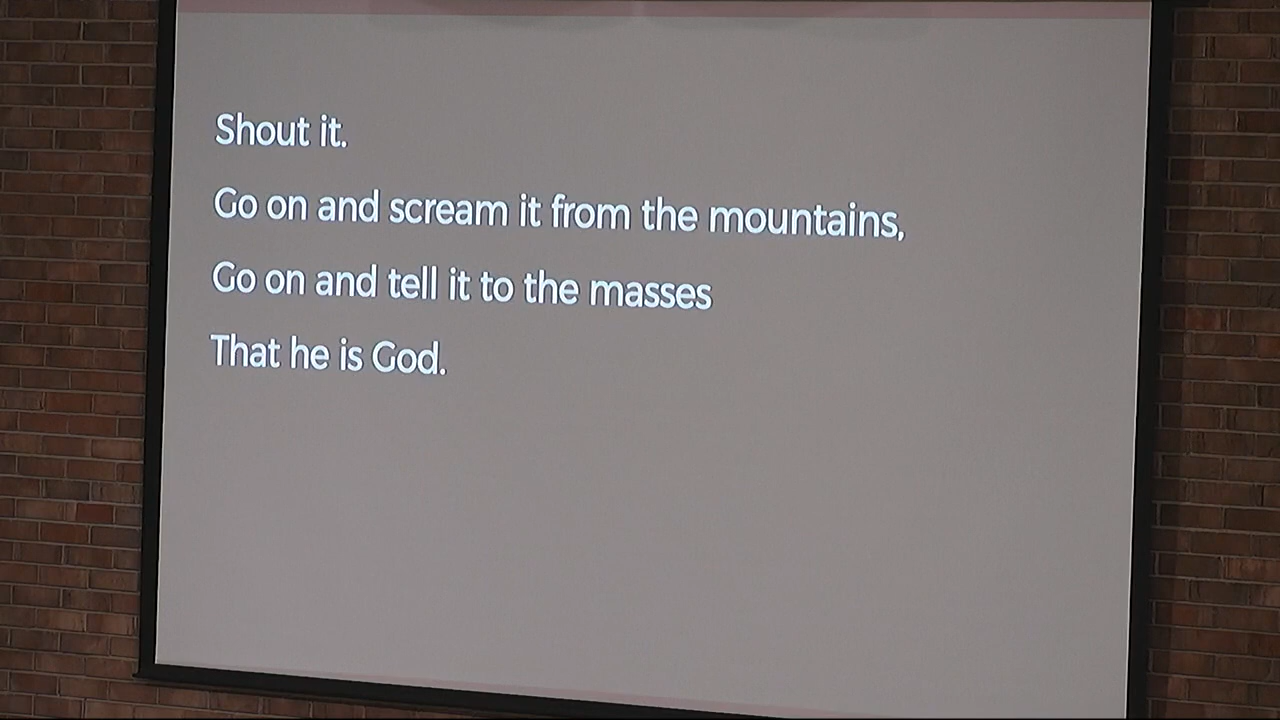 Shout it.
Go on and scream it from the mountains,
Go on and tell it to the masses
That he is God.